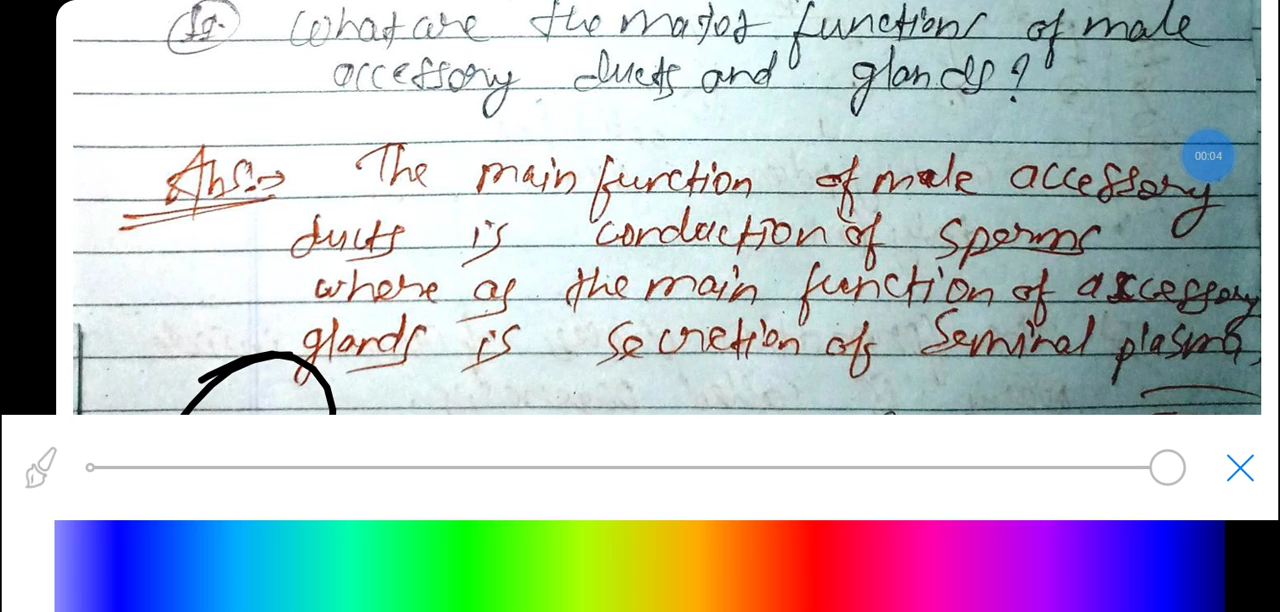 What are the major functions of male
accessory ducts and glands?
00:04
Ans:→ The main function of male accessory
ducts is conduction of sperms
where as the main function of accessory
glands is secretion of seminal plasma,